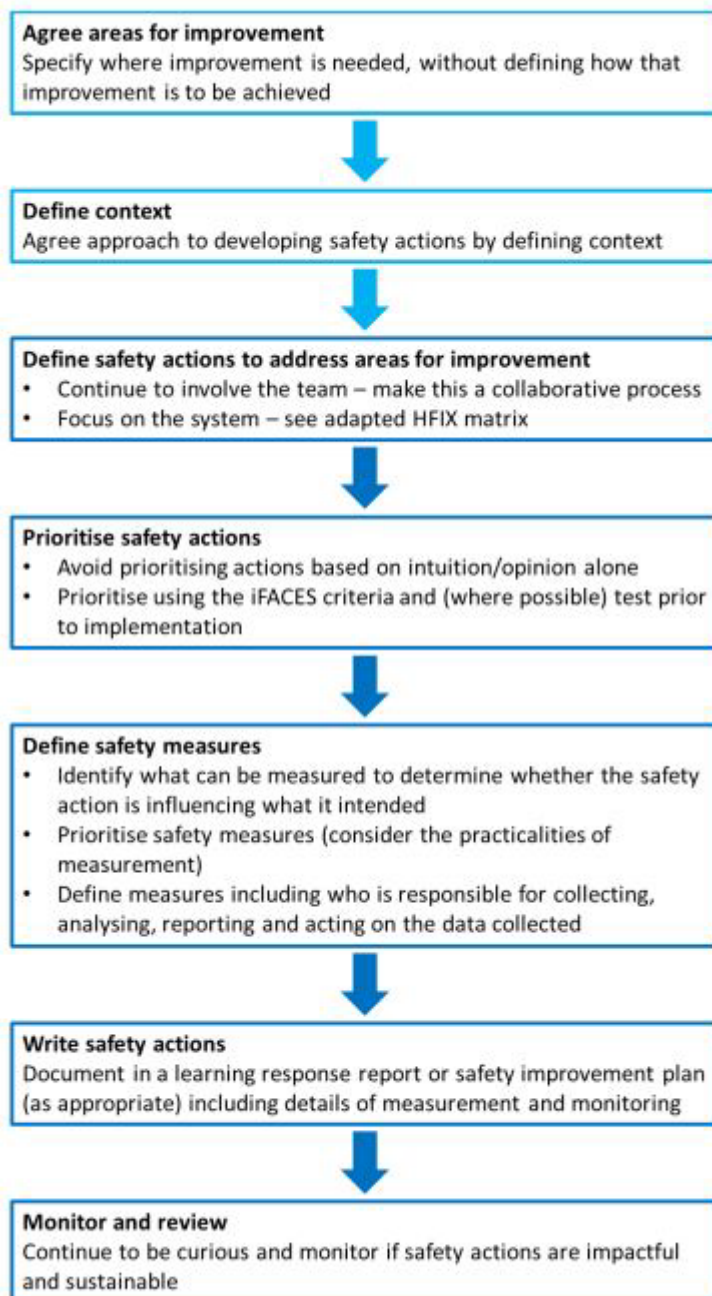 Agree areas for improvement
Specify where improvement is needed, without defining how that
improvement is to be achieved
Define context
Agree approach to developing safety actions by defining context
Define safety actions to address areas for improvement
• Continue to involve the team – make this a collaborative process
• Focus on the system – see adapted HFIX matrix
Prioritise safety actions
• Avoid prioritising actions based on intuition/opinion alone
• Prioritise using the iFACES criteria and (where possible) test prior
to implementation
Define safety measures
• Identify what can be measured to determine whether the safety
action is influencing what it intended
• Prioritise safety measures (consider the practicalities of
measurement)
• Define measures including who is responsible for collecting,
analysing, reporting and acting on the data collected
Write safety actions
Document in a learning response report or safety improvement plan
(as appropriate) including details of measurement and monitoring
Monitor and review
Continue to be curious and monitor if safety actions are impactful
and sustainable